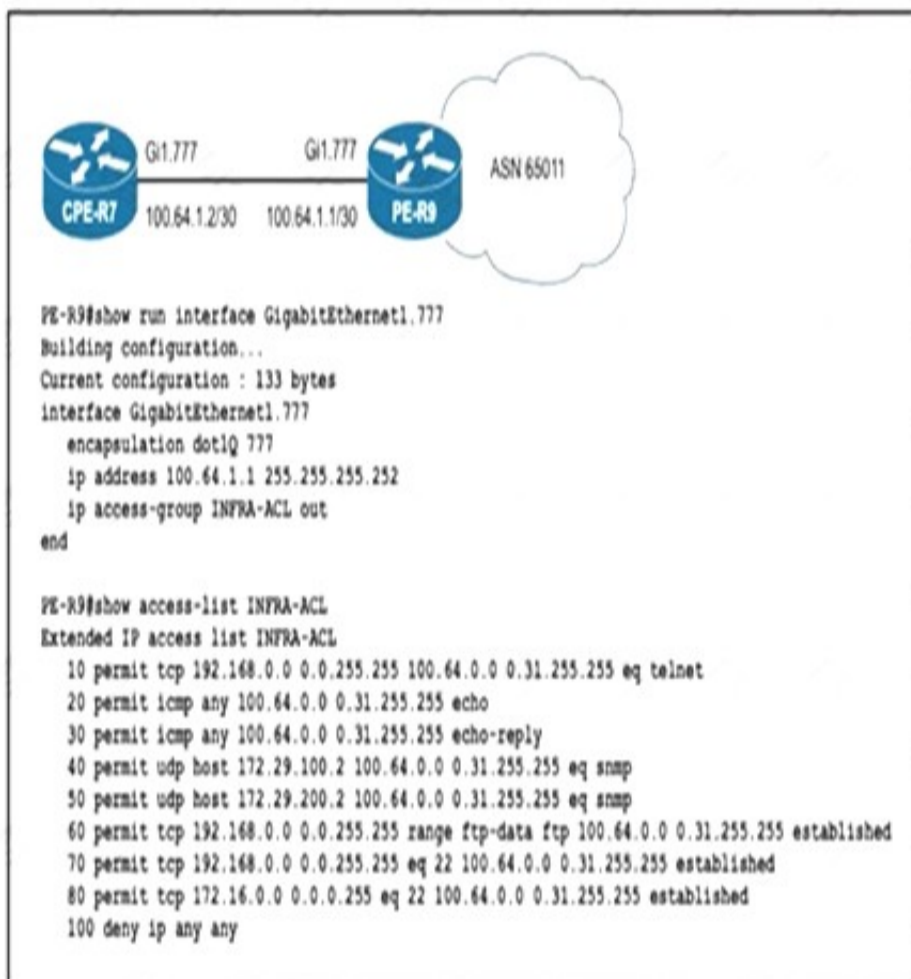 Gi1.777
Gi1.777
ASN 65011
CPE-R7
100.64.1.2/30
100.64.1.1/30
PE-R9
PE-R9#show run interface GigabitEthernet1.777
Building configuration...
Current configuration : 133 bytes
interface GigabitEthernet1.777
encapsulation dot1Q 777
ip address 100.64.1.1 255.255.255.252
ip access-group INFRA-ACL out
end
PE-R9#show access-list INFRA-ACL
Extended IP access list INFRA-ACL
10 permit tcp 192.168.0.0 0.0.255.255 100.64.0.0 0.31.255.255 eq telnet
20 permit icmp any 100.64.0.0 0.31.255.255 echo
30 permit icmp any 100.64.0.0 0.31.255.255 echo-reply
40 permit udp host 172.29.100.2 100.64.0.0 0.31.255.255 eq snmp
50 permit udp host 172.29.200.2 100.64.0.0 0.31.255.255 eq snmp
60 permit tcp 192.168.0.0 0.0.255.255 range ftp-data ftp 100.64.0.0 0.31.255.255 established
70 permit tcp 192.168.0.0 0.0.255.255 eq 22 100.64.0.0 0.31.255.255 established
80 permit tcp 172.16.0.0 0.0.0.255 eq 22 100.64.0.0 0.31.255.255 established
100 deny ip any any